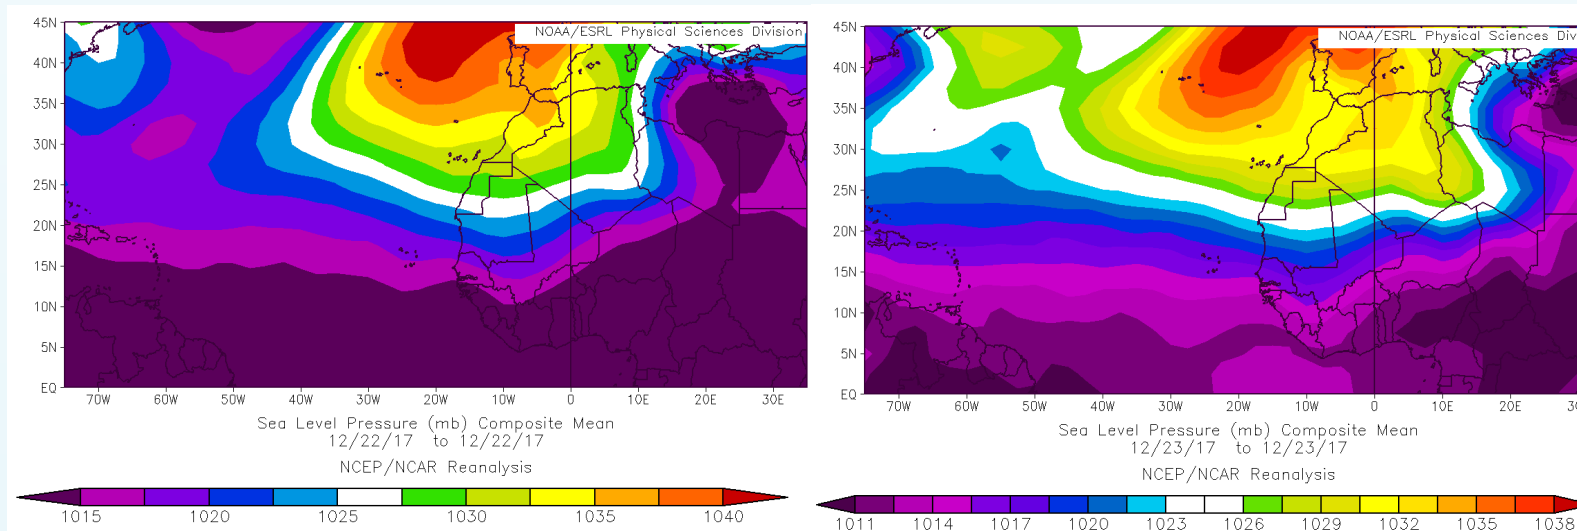 NOAA/ESRL Physical Sciences Division
45N
40N
35N
30N
25N
20N
15N
10N
5N
EQ
70W 60W 50W 40W 30W 20W 10W 0 10E 20E 30E
Sea Level Pressure (mb) Composite Mean
12/22/17 to 12/22/17
NCEP/NCAR Reanalysis
1015 1020 1025 1030 1035 1040
NOAA/ESRL Physical Sciences Div
45N
40N
35N
30N
25N
20N
15N
10N
5N
EQ
70W 60W 50W 40W 30W 20W 10W 0 10E 20E
Sea Level Pressure (mb) Composite Mean
12/23/17 to 12/23/17
NCEP/NCAR Reanalysis
1011 1014 1017 1020 1023 1026 1029 1032 1035 1038